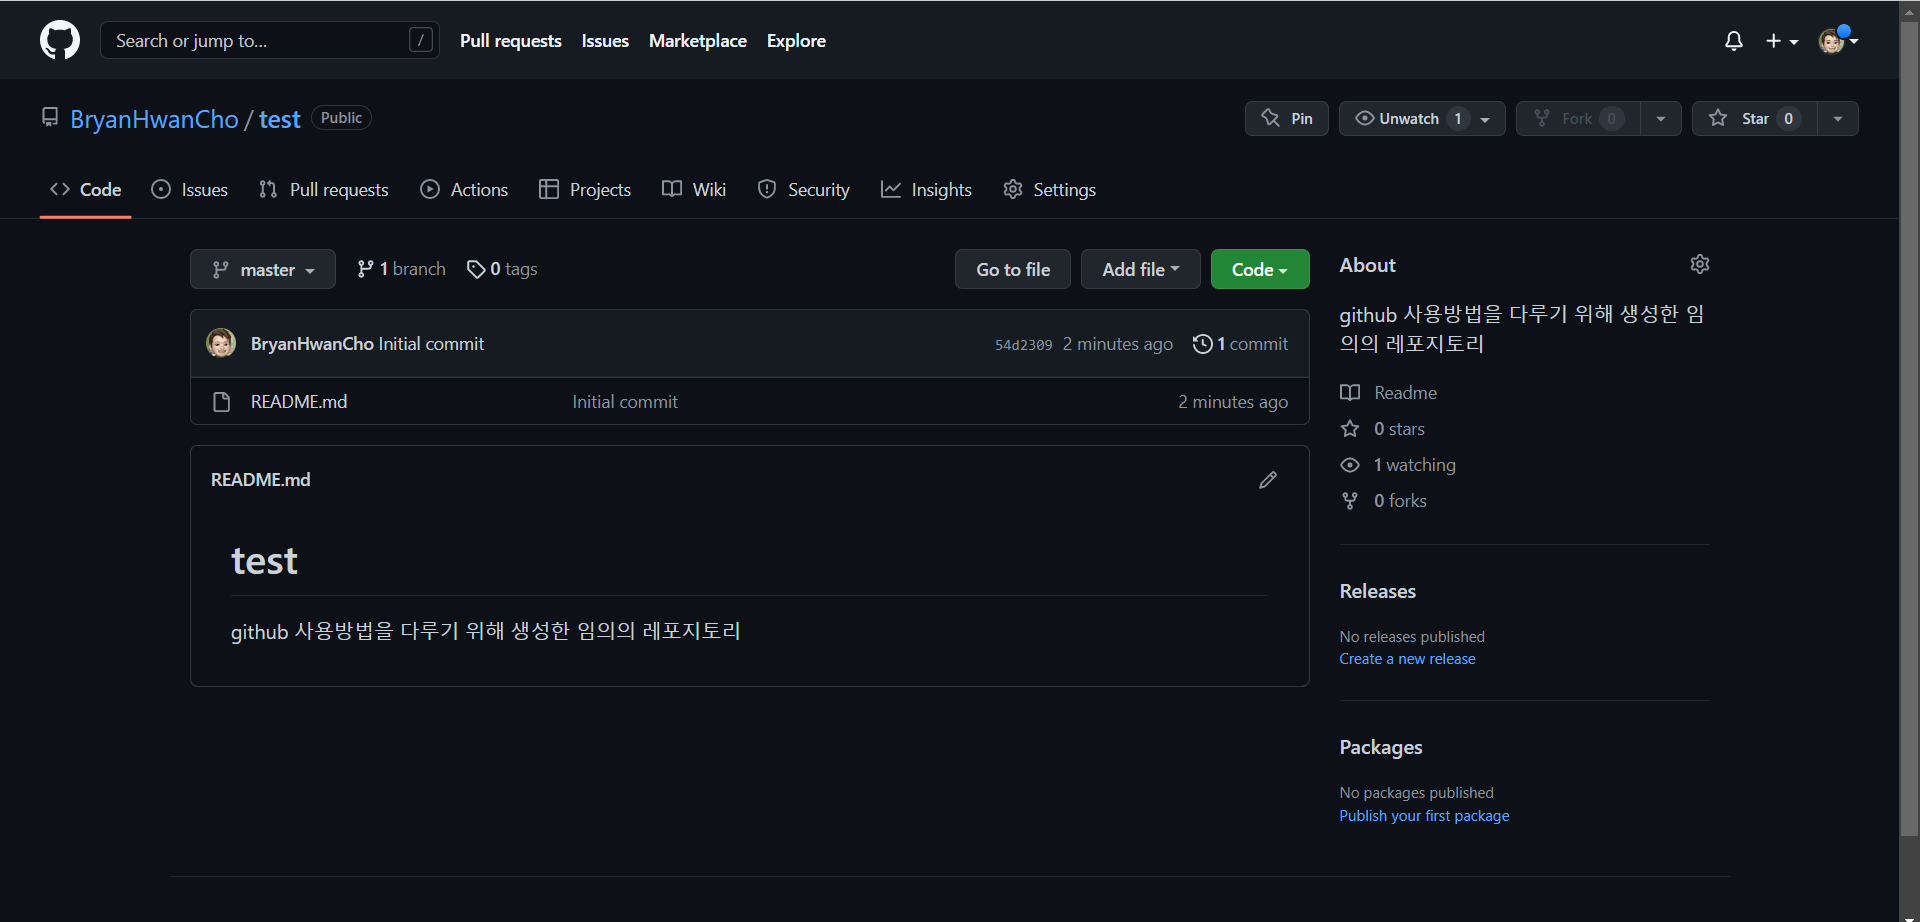 Search or jump to... /
Pull requests Issues Marketplace Explore
BryanHwanCho / test Public
Pin Unwatch 1 Fork 0 Star 0
Code Issues Pull requests Actions Projects Wiki Security Insights Settings
master 1 branch 0 tags
Go to file Add file Code
BryanHwanCho Initial commit 54d2309 2 minutes ago 1 commit
README.md Initial commit 2 minutes ago
README.md
test
github 사용방법을 다루기 위해 생성한 임의의 레포지토리
About
github 사용방법을 다루기 위해 생성한 임
의의 레포지토리
Readme
0 stars
1 watching
0 forks
Releases
No releases published
Create a new release
Packages
No packages published
Publish your first package